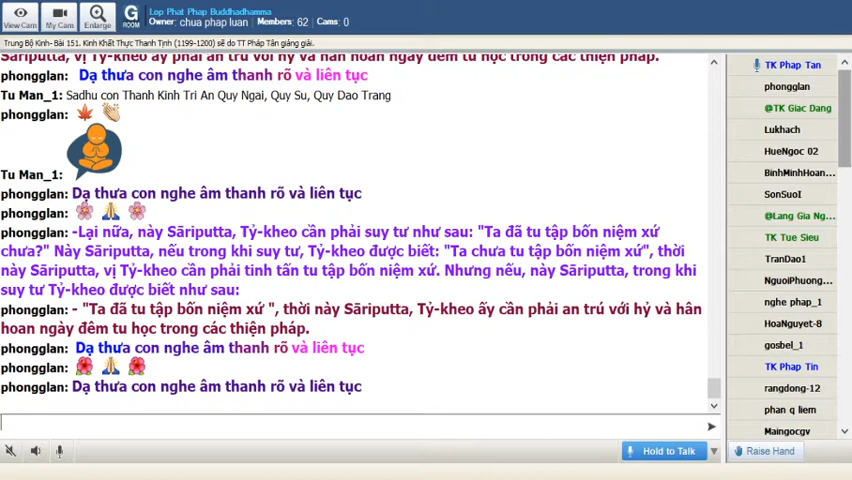 View Cam
My Cam
Enlarge
G
ROOM
Lop Phat Phap Buddhadhamma
Owner: chua phap luan Members: 62 Cams: 0
Trung Bộ Kinh- Bài 151. Kinh Khất Thực Thanh Tịnh (1199-1200) sẽ do TT Pháp Tân giảng giải.
Sāriputta, vị Tỷ-kheo ấy phải an trú với hỷ và hân hoan ngày đêm tu học trong các thiện pháp.
phongglan: Dạ thưa con nghe âm thanh rõ và liên tục
Tu Man_1: Sadhu con Thanh Kinh Tri An Quy Ngai, Quy Su, Quy Dao Trang
phongglan:
Tu Man_1:
phongglan: Dạ thưa con nghe âm thanh rõ và liên tục
phongglan:
phongglan: -Lại nữa, này Sāriputta, Tỷ-kheo cần phải suy tư như sau: "Ta đã tu tập bốn niệm xứ
chưa?" Này Sāriputta, nếu trong khi suy tư, Tỷ-kheo được biết: "Ta chưa tu tập bốn niệm xứ", thời
này Sāriputta, vị Tỷ-kheo cần phải tinh tấn tu tập bốn niệm xứ. Nhưng nếu, này Sāriputta, trong khi
suy tư Tỷ-kheo được biết như sau:
phongglan: - "Ta đã tu tập bốn niệm xứ ", thời này Sāriputta, Tỷ-kheo ấy cần phải an trú với hỷ và hân
hoan ngày đêm tu học trong các thiện pháp.
phongglan: Dạ thưa con nghe âm thanh rõ và liên tục
phongglan:
phongglan: Dạ thưa con nghe âm thanh rõ và liên tục
Hold to Talk
TK Phap Tan
phongglan
@TK Giac Dang
Lukhach
HueNgoc 02
BinhMinhHoan...
SonSuoI
@Lang Gia Ng...
TK Tue Sieu
TranDao1
NguoiPhuong...
nghe phap_1
HoaNguyet-8
gosbel_1
TK Phap Tin
rangdong-12
phan q liem
Maingocgv
Raise Hand